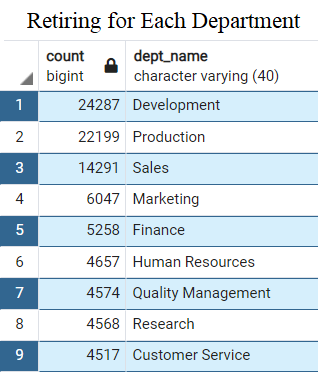 Retiring for Each Department
count dept_name
bigint character varying (40)
1 24287 Development
2 22199 Production
3 14291 Sales
4 6047 Marketing
5 5258 Finance
6 4657 Human Resources
7 4574 Quality Management
8 4568 Research
9 4517 Customer Service